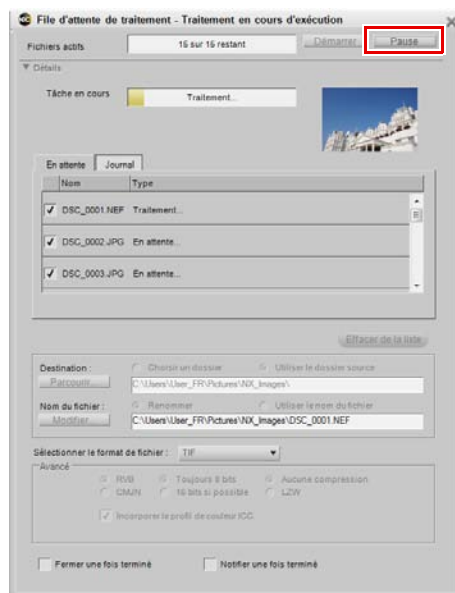 File d'attente de traitement - Traitement en cours d'exécution
Fichiers actifs 16 sur 16 restant Démarrer Pause
Détails
Tâche en cours Traitement...
En attente Journal
Nom Type
DSC_0001.NEF Traitement...
DSC_0002.JPG En attente...
DSC_0003.JPG En attente...
Effacer de la liste
Destination : Choisir un dossier Utiliser le dossier source
Parcourir... C:\Users\User_FR\Pictures\NX_Images\
Nom du fichier : Renommer Utiliser le nom du fichier
Modifier... C:\Users\User_FR\Pictures\NX_Images\DSC_0001.NEF
Sélectionner le format de fichier : TIF
Avancé
RVB Toujours 8 bits Aucune compression
CMJN 16 bits si possible LZW
Incorporer le profil de couleur ICC
Fermer une fois terminé Notifier une fois terminé